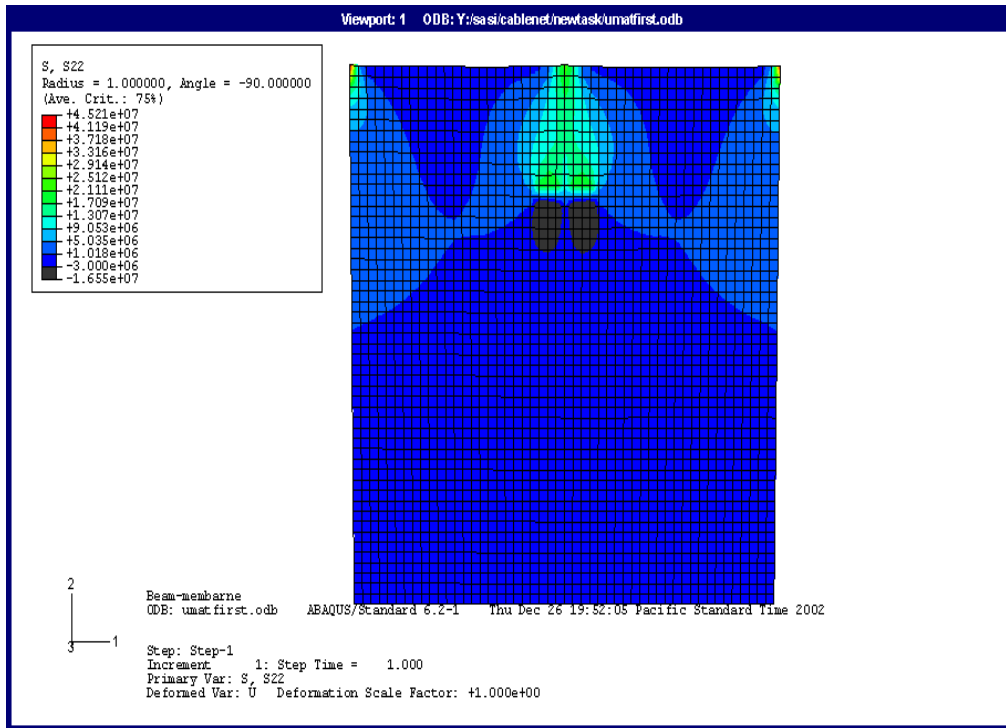 Viewport: 1 ODB: Y:/sasi/cablenet/newtask/umatfirst.odb
S, S22
Radius = 1.000000, Angle = -90.000000
(Ave. Crit.: 75%)
+4.521e+07
+4.119e+07
+3.718e+07
+3.316e+07
+2.914e+07
+2.512e+07
+2.111e+07
+1.709e+07
+1.307e+07
+9.053e+06
+5.035e+06
+1.018e+06
-3.000e+06
-1.655e+07
2
3
1
Beam-membarne
ODB: umatfirst.odb ABAQUS/Standard 6.2-1 Thu Dec 26 19:52:05 Pacific Standard Time 2002
Step: Step-1
Increment 1: Step Time = 1.000
Primary Var: S, S22
Deformed Var: U Deformation Scale Factor: +1.000e+00